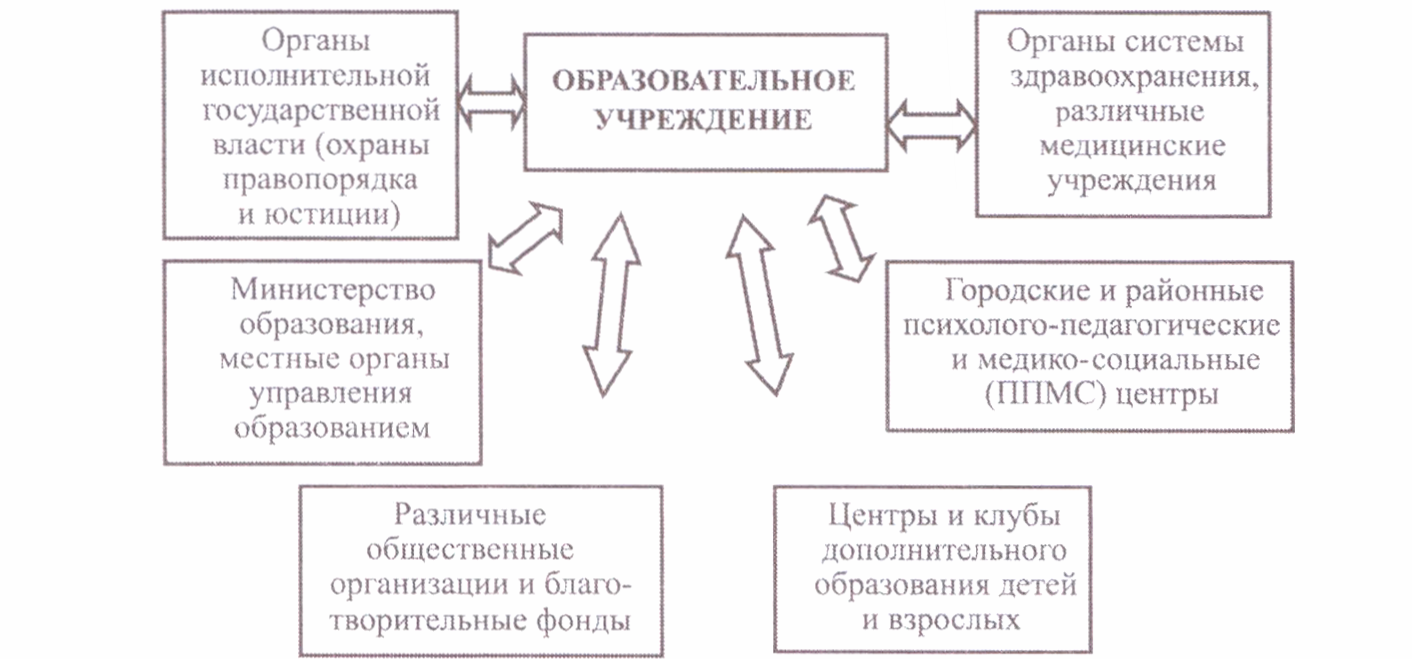 Органы
исполнительной
государственной
власти (охраны
правопорядка
и юстиции)
ОБРАЗОВАТЕЛЬНОЕ
УЧРЕЖДЕНИЕ
Органы системы
здравоохранения,
различные
медицинские
учреждения
Министерство
образования,
местные органы
управления
образованием
Городские и районные
психолого-педагогические
и медико-социальные
(ППМС) центры
Различные
общественные
организации и благо-
творительные фонды
Центры и клубы
дополнительного
образования детей
и взрослых